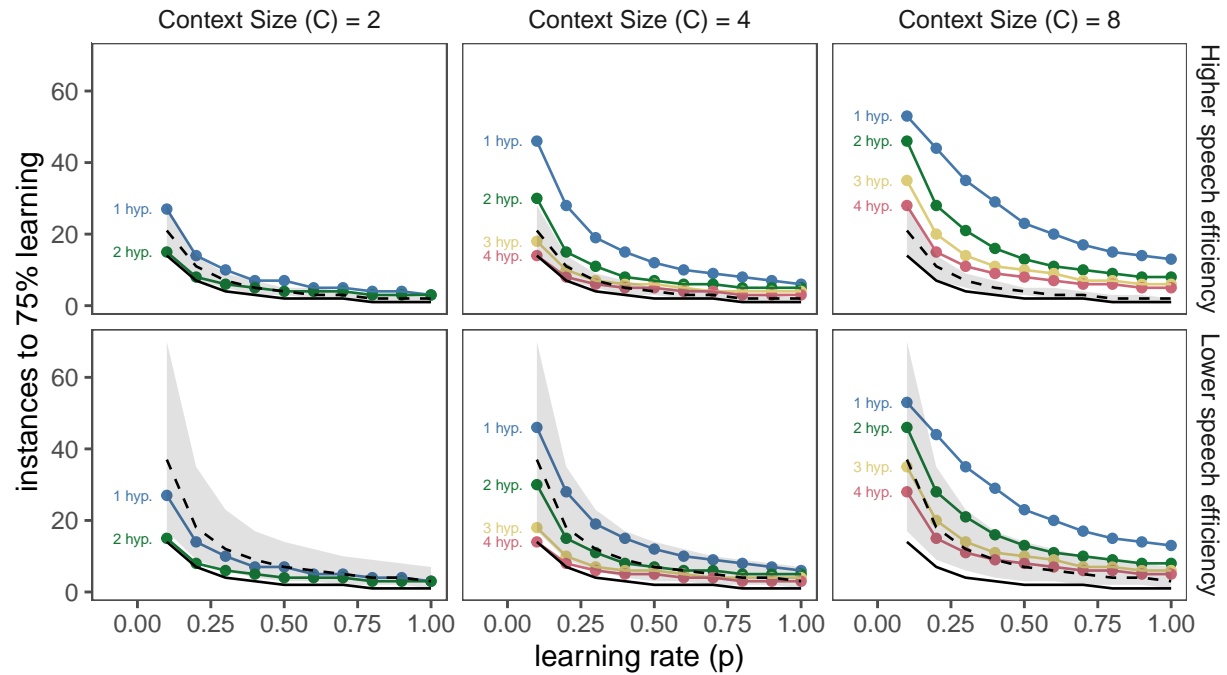 Context Size (C) = 2
Context Size (C) = 4
Context Size (C) = 8
Higher speech efficiency
Lower speech efficiency
instances to 75% learning
60
40
20
0
1 hyp.
2 hyp.
1 hyp.
2 hyp.
3 hyp.
4 hyp.
1 hyp.
2 hyp.
3 hyp.
4 hyp.
60
40
20
0
1 hyp.
2 hyp.
1 hyp.
2 hyp.
3 hyp.
4 hyp.
1 hyp.
2 hyp.
3 hyp.
4 hyp.
0.00 0.25 0.50 0.75 1.00
0.00 0.25 0.50 0.75 1.00
0.00 0.25 0.50 0.75 1.00
learning rate (p)